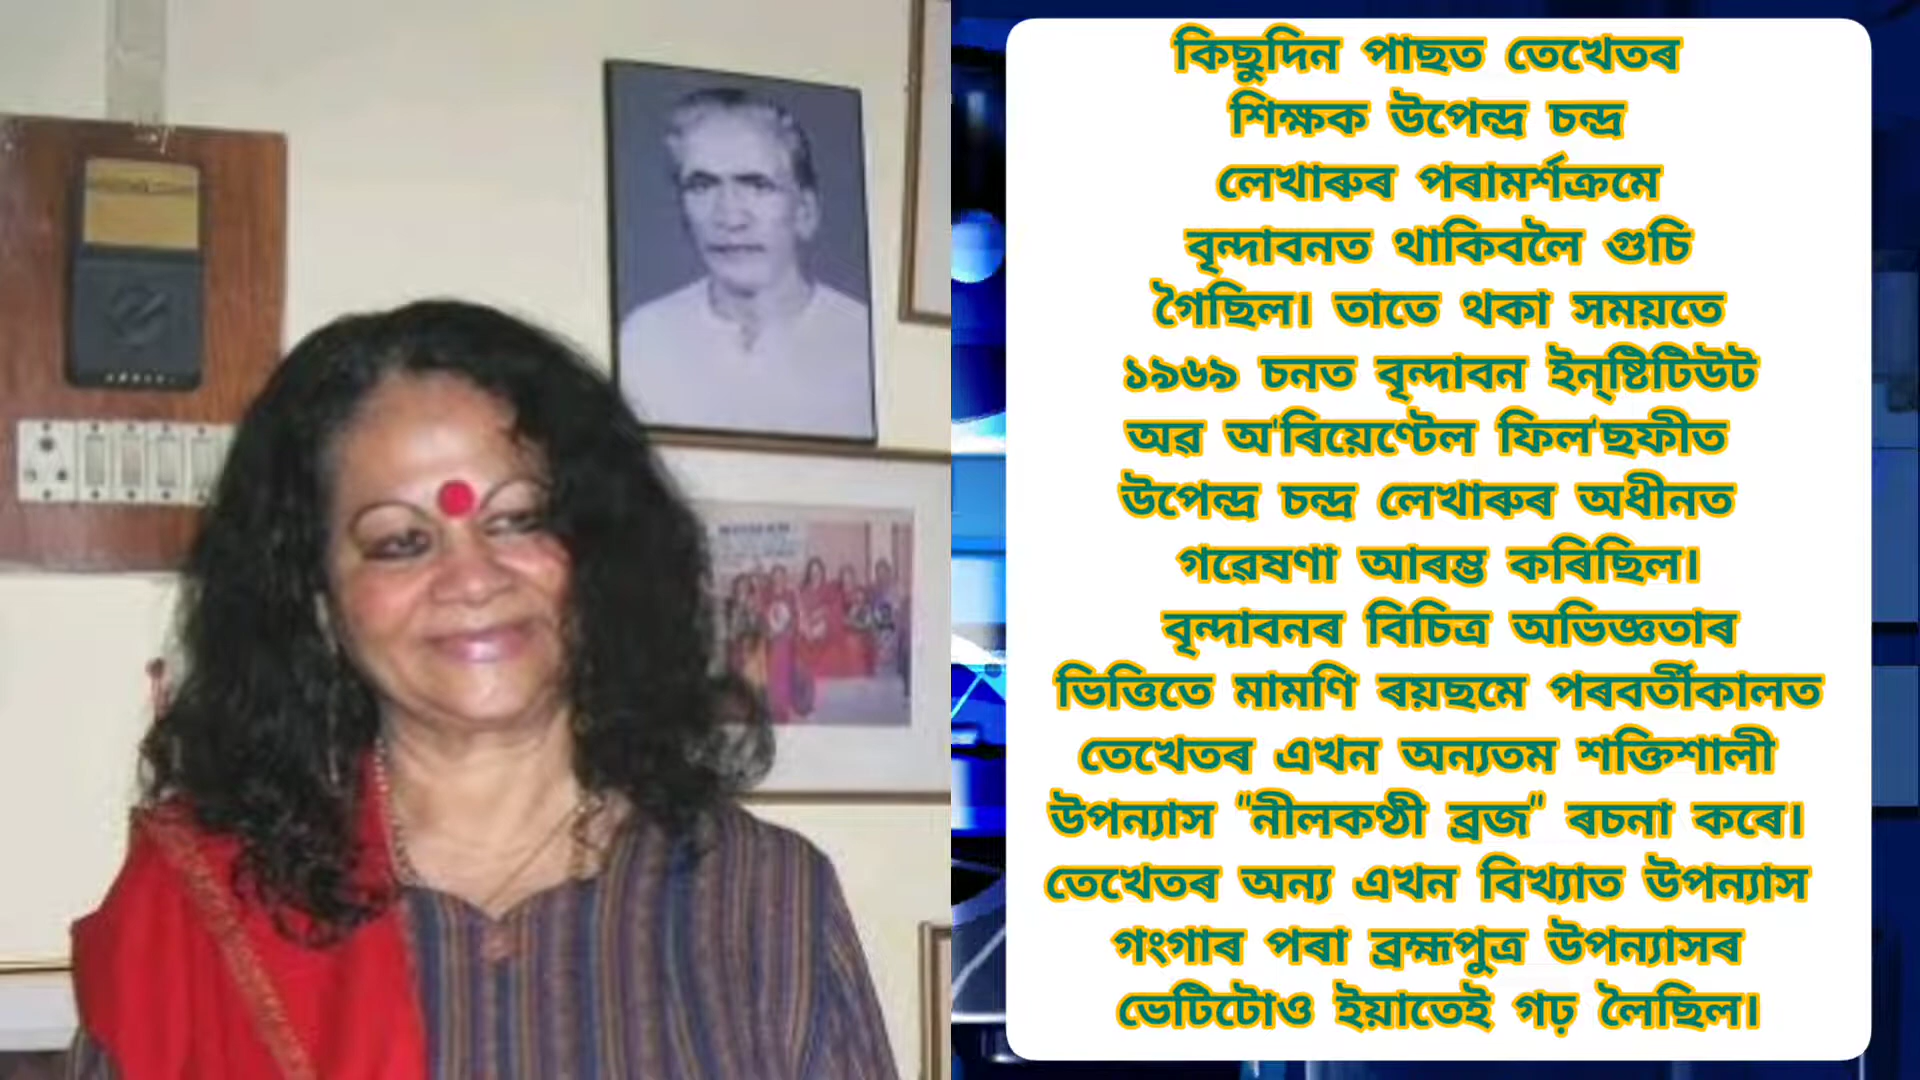 কিছুদিন পাছত তেখেতৰ
শিক্ষক উপেন্দ্ৰ চন্দ্ৰ
লেখাৰুৰ পৰামৰ্শক্ৰমে
বৃন্দাবনত থাকিবলৈ গুচি
গৈছিল। তাতে থকা সময়তে
১৯৬৯ চনত বৃন্দাবন ইন্ষ্টিটিউট
অৱ অ'ৰিয়েণ্টেল ফিল'ছফীত
উপেন্দ্ৰ চন্দ্ৰ লেখাৰুৰ অধীনত
গৱেষণা আৰম্ভ কৰিছিল।
বৃন্দাবনৰ বিচিত্ৰ অভিজ্ঞতাৰ
ভিত্তিতে মামণি ৰয়ছমে পৰবৰ্তীকালত
তেখেতৰ এখন অন্যতম শক্তিশালী
উপন্যাস "নীলকণ্ঠী ব্ৰজ" ৰচনা কৰে।
তেখেতৰ অন্য এখন বিখ্যাত উপন্যাস
গংগাৰ পৰা ব্ৰহ্মপুত্ৰ উপন্যাসৰ
ভেটিটোও ইয়াতেই গঢ় লৈছিল।